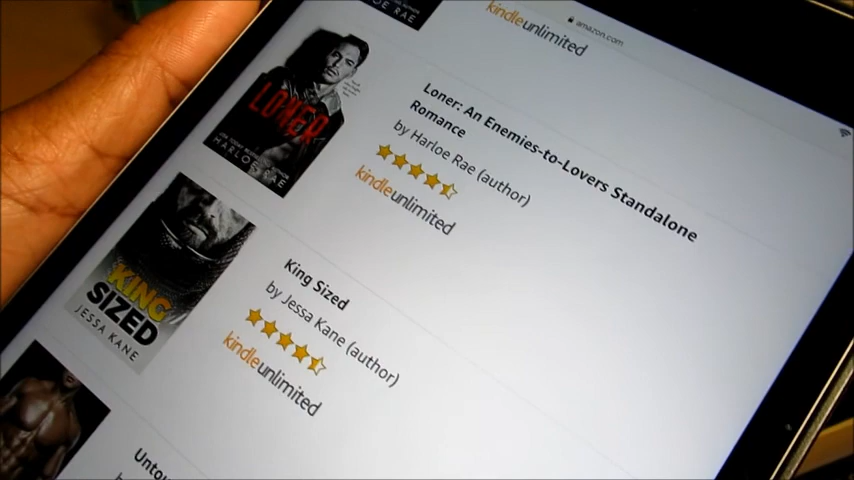 amazon.com
kindleunlimited
Loner: An Enemies-to-Lovers Standalone
Romance
by Harloe Rae (author)
kindleunlimited
LONER
HARLOE RAE
King Sized
by Jessa Kane (author)
kindleunlimited
KING
SIZED
JESSA KANE